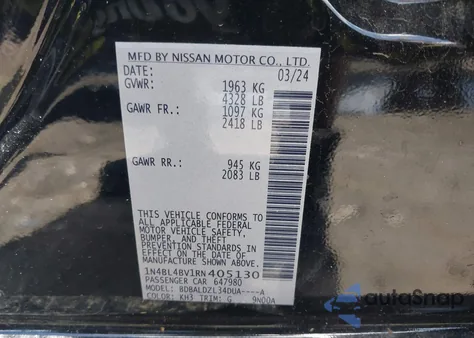 MFD BY NISSAN MOTOR CO., LTD.
DATE: 03/24
GVWR: 1963 KG
4328 LB
GAWR FR.: 1097 KG
2418 LB
GAWR RR.: 945 KG
2083 LB
THIS VEHICLE CONFORMS TO
ALL APPLICABLE FEDERAL
MOTOR VEHICLE SAFETY,
BUMPER, AND THEFT
PREVENTION STANDARDS IN
EFFECT ON THE DATE OF
MANUFACTURE SHOWN ABOVE.
1N4BL4BV1RN405130
PASSENGER CAR 647980
MODEL: BDBALDZL34DUA----A
COLOR: KH3 TRIM: G 9N00A
AutoSnap